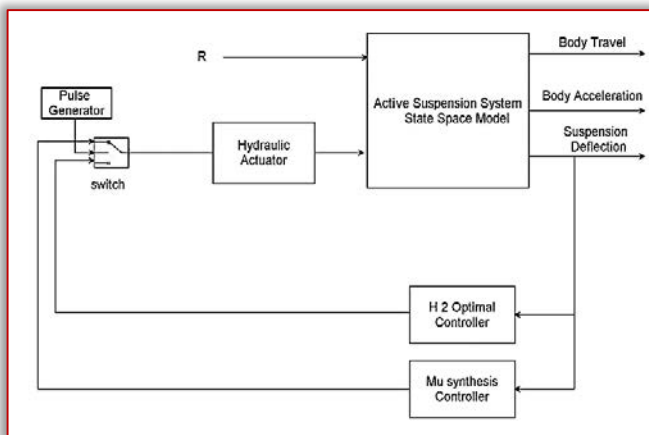 R
Body Travel
Active Suspension System
State Space Model
Body Acceleration
Suspension
Deflection
Pulse
Generator
switch
Hydraulic
Actuator
H 2 Optimal
Controller
Mu synthesis
Controller